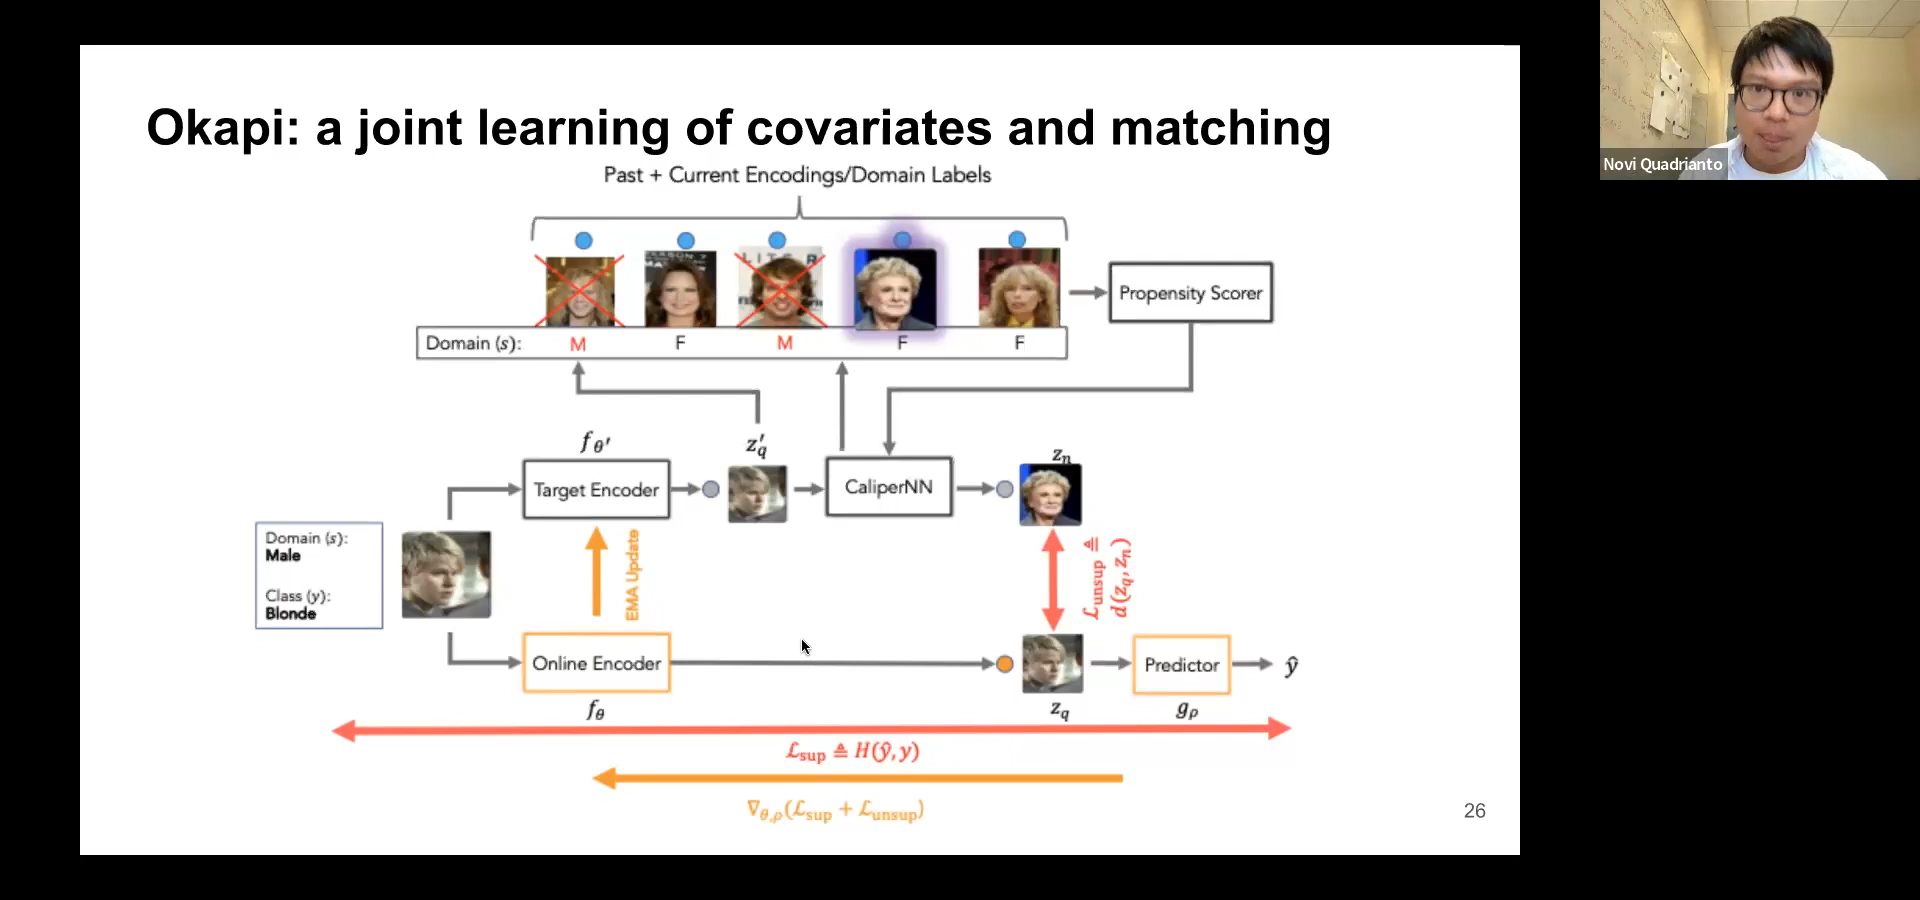 Okapi: a joint learning of covariates and matching
Past + Current Encodings/Domain Labels
Propensity Scorer
Domain (s): M F M F F
f_θ′
z′_q
z_n
Target Encoder
CaliperNN
Domain (s):
Male
Class (y):
Blonde
EMA Update
ℒ_unsup ≜
d(z_q, z_n)
Online Encoder
Predictor
ŷ
f_θ
z_q
g_ρ
ℒ_sup ≜ H(ŷ, y)
∇_θ,ρ(ℒ_sup + ℒ_unsup)
26
Novi Quadrianto